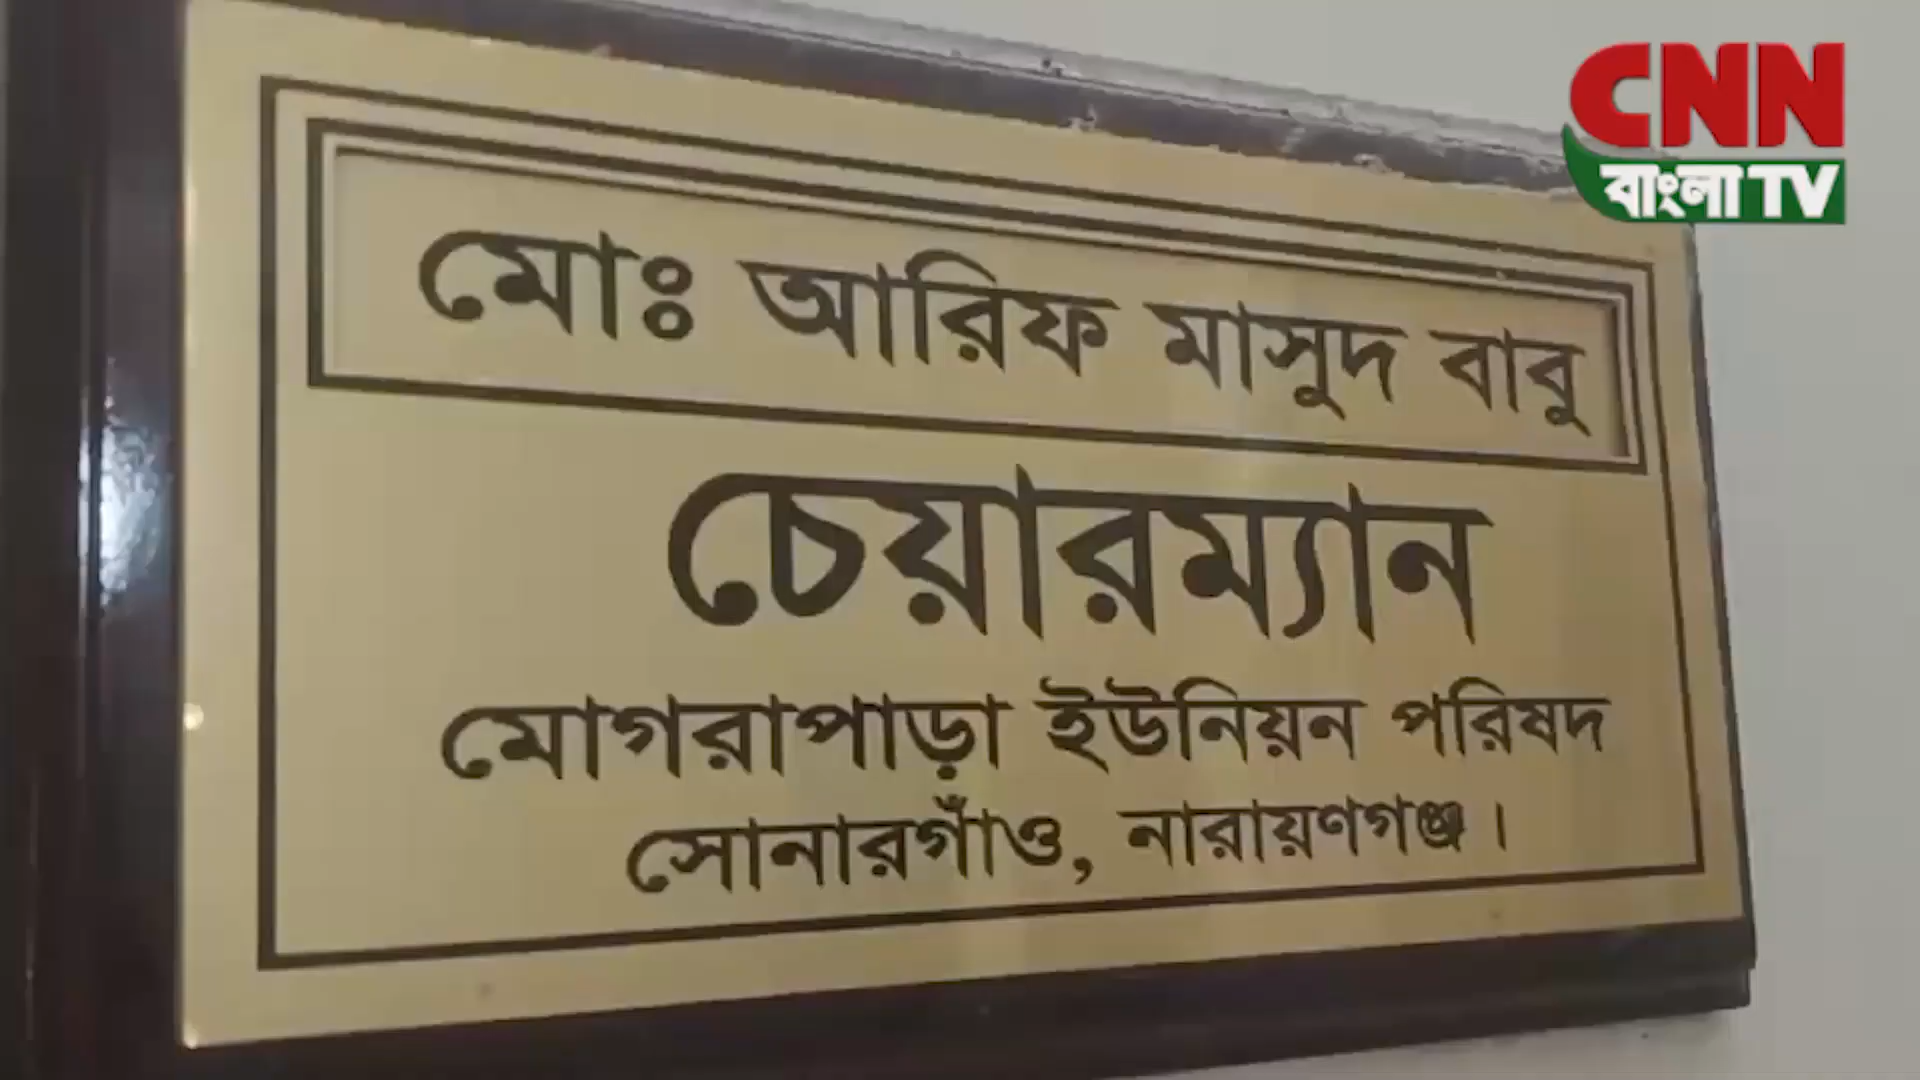 CNN
বাংলা TV
মোঃ আরিফ মাসুদ বাবু
চেয়ারম্যান
মোগরাপাড়া ইউনিয়ন পরিষদ
সোনারগাঁও, নারায়ণগঞ্জ।